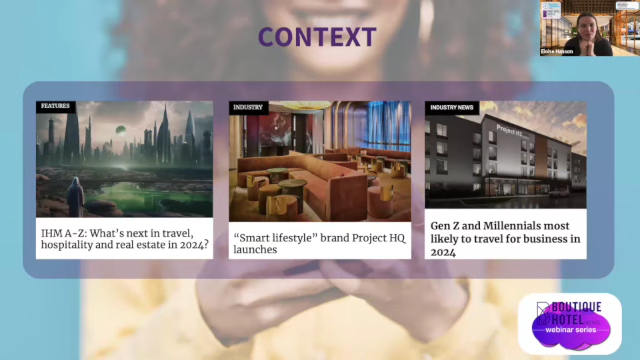 CONTEXT
Eloise Hanson
FEATURES
IHM A-Z: What's next in travel,
hospitality and real estate in 2024?
INDUSTRY
“Smart lifestyle” brand Project HQ
launches
INDUSTRY NEWS
Project HQ
Gen Z and Millennials most
likely to travel for business in
2024
BOUTIQUE
HOTEL
webinar series